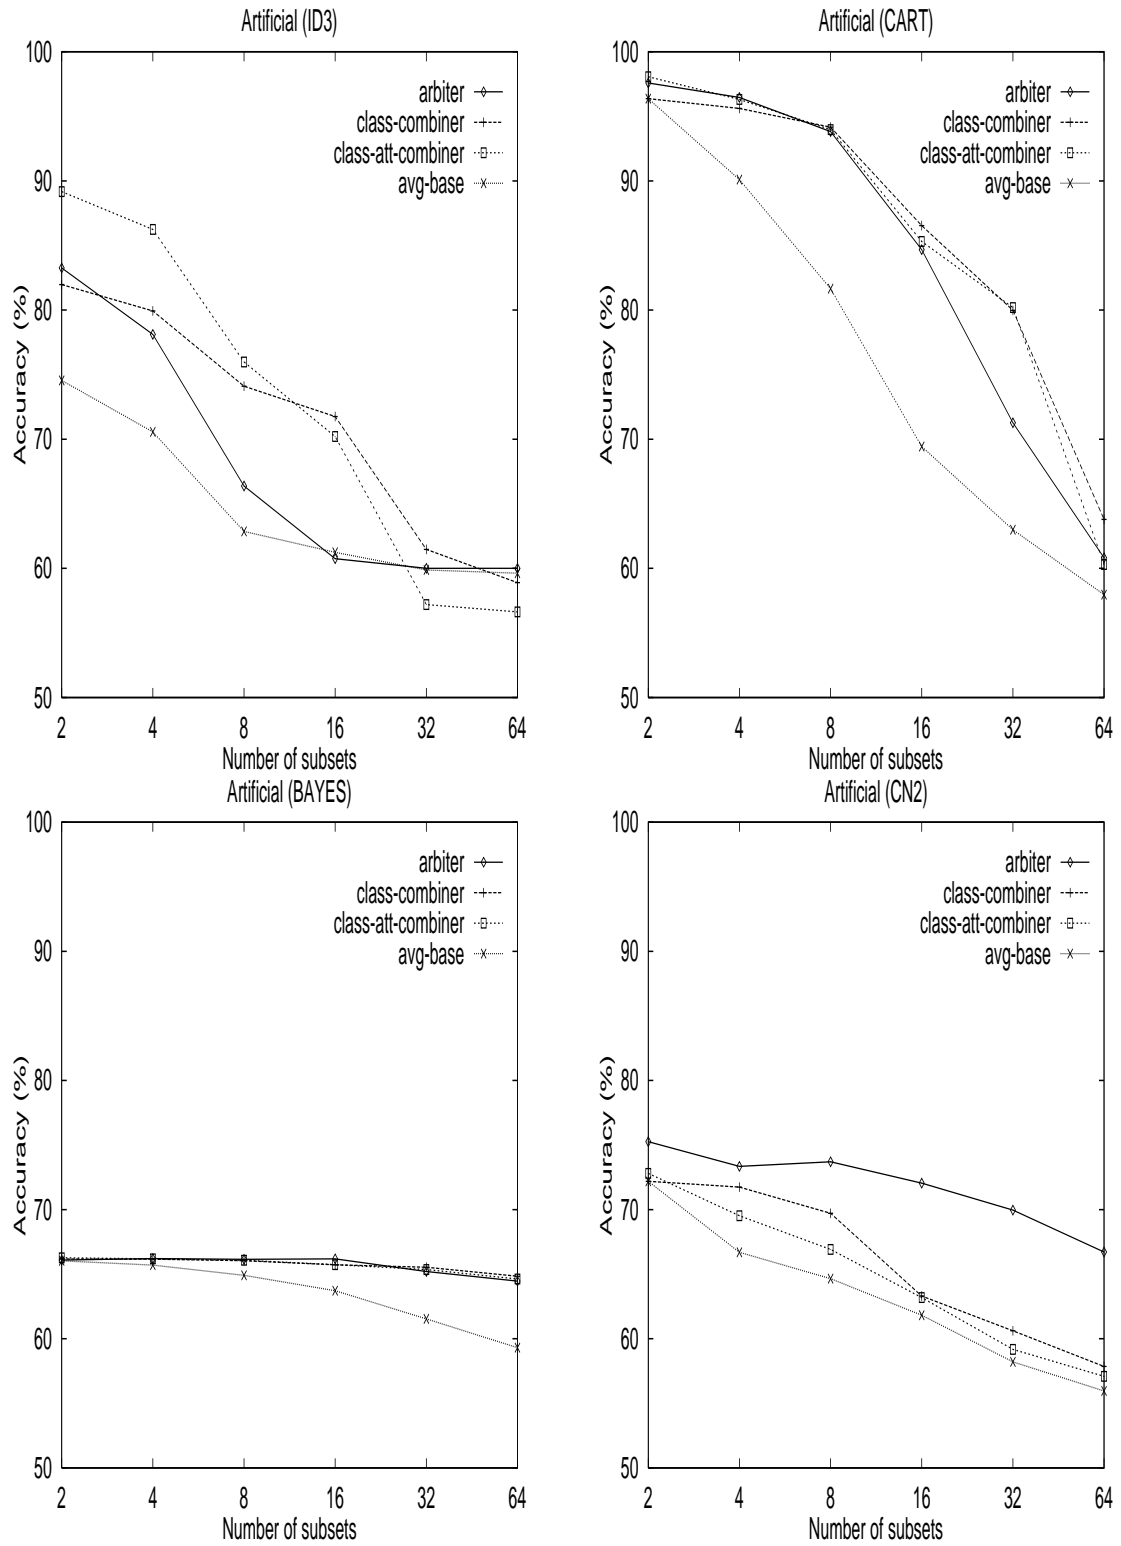 Artificial (ID3)
100
90
80
70
60
50
Accuracy (%)
arbiter
class-combiner
class-att-combiner
avg-base
2 4 8 16 32 64
Number of subsets
Artificial (CART)
100
90
80
70
60
50
Accuracy (%)
arbiter
class-combiner
class-att-combiner
avg-base
2 4 8 16 32 64
Number of subsets
Artificial (BAYES)
100
90
80
70
60
50
Accuracy (%)
arbiter
class-combiner
class-att-combiner
avg-base
2 4 8 16 32 64
Number of subsets
Artificial (CN2)
100
90
80
70
60
50
Accuracy (%)
arbiter
class-combiner
class-att-combiner
avg-base
2 4 8 16 32 64
Number of subsets